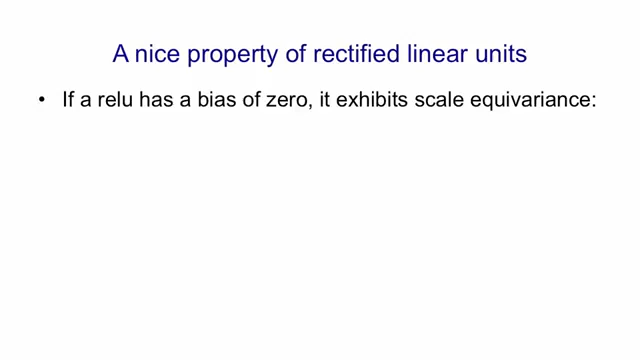 A nice property of rectified linear units
• If a relu has a bias of zero, it exhibits scale equivariance: